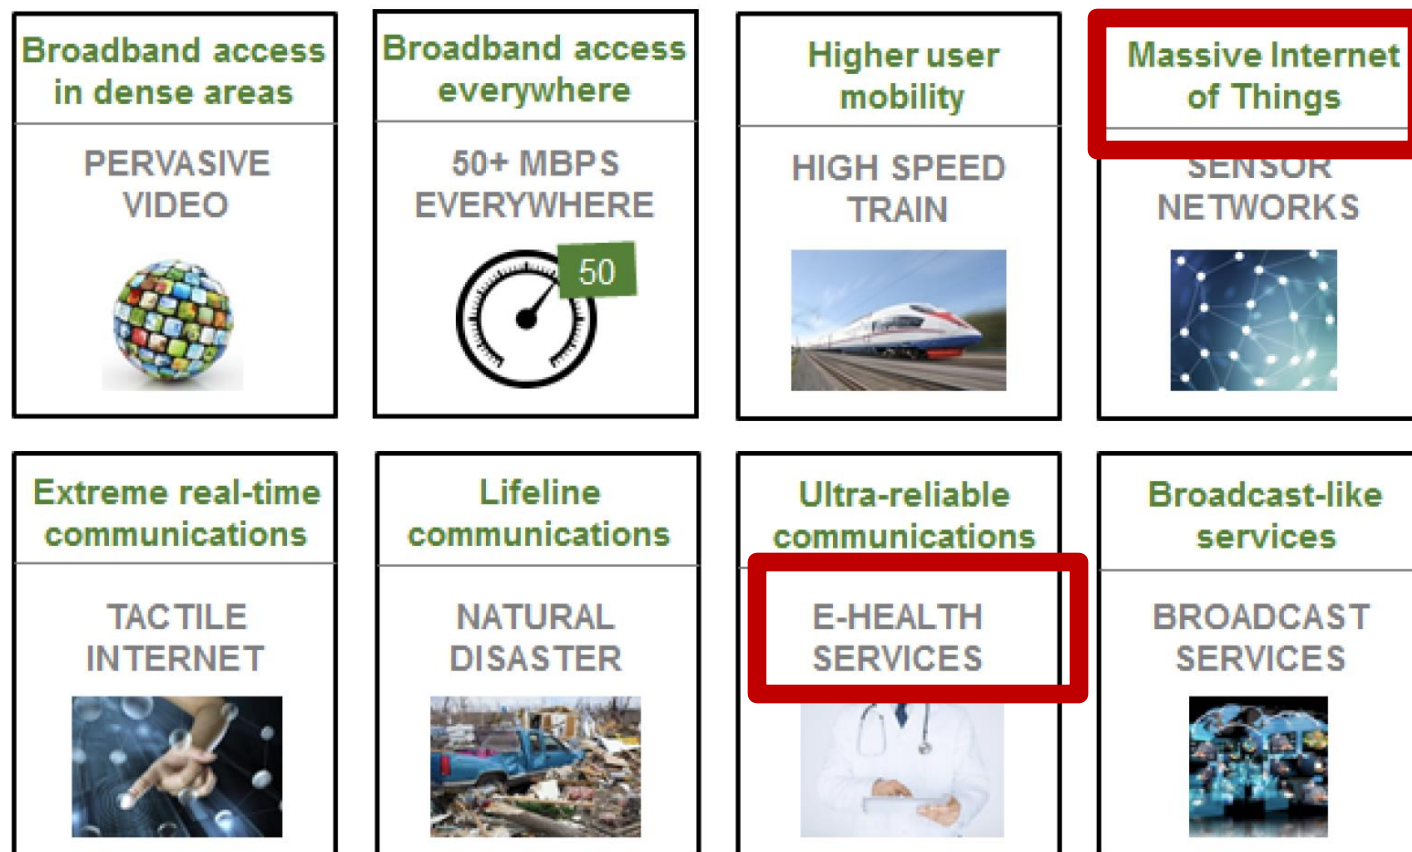 Broadband access
in dense areas
PERVASIVE
VIDEO
Broadband access
everywhere
50+ MBPS
EVERYWHERE
50
Higher user
mobility
HIGH SPEED
TRAIN
Massive Internet
of Things
SENSOR
NETWORKS
Extreme real-time
communications
TACTILE
INTERNET
Lifeline
communications
NATURAL
DISASTER
Ultra-reliable
communications
E-HEALTH
SERVICES
Broadcast-like
services
BROADCAST
SERVICES